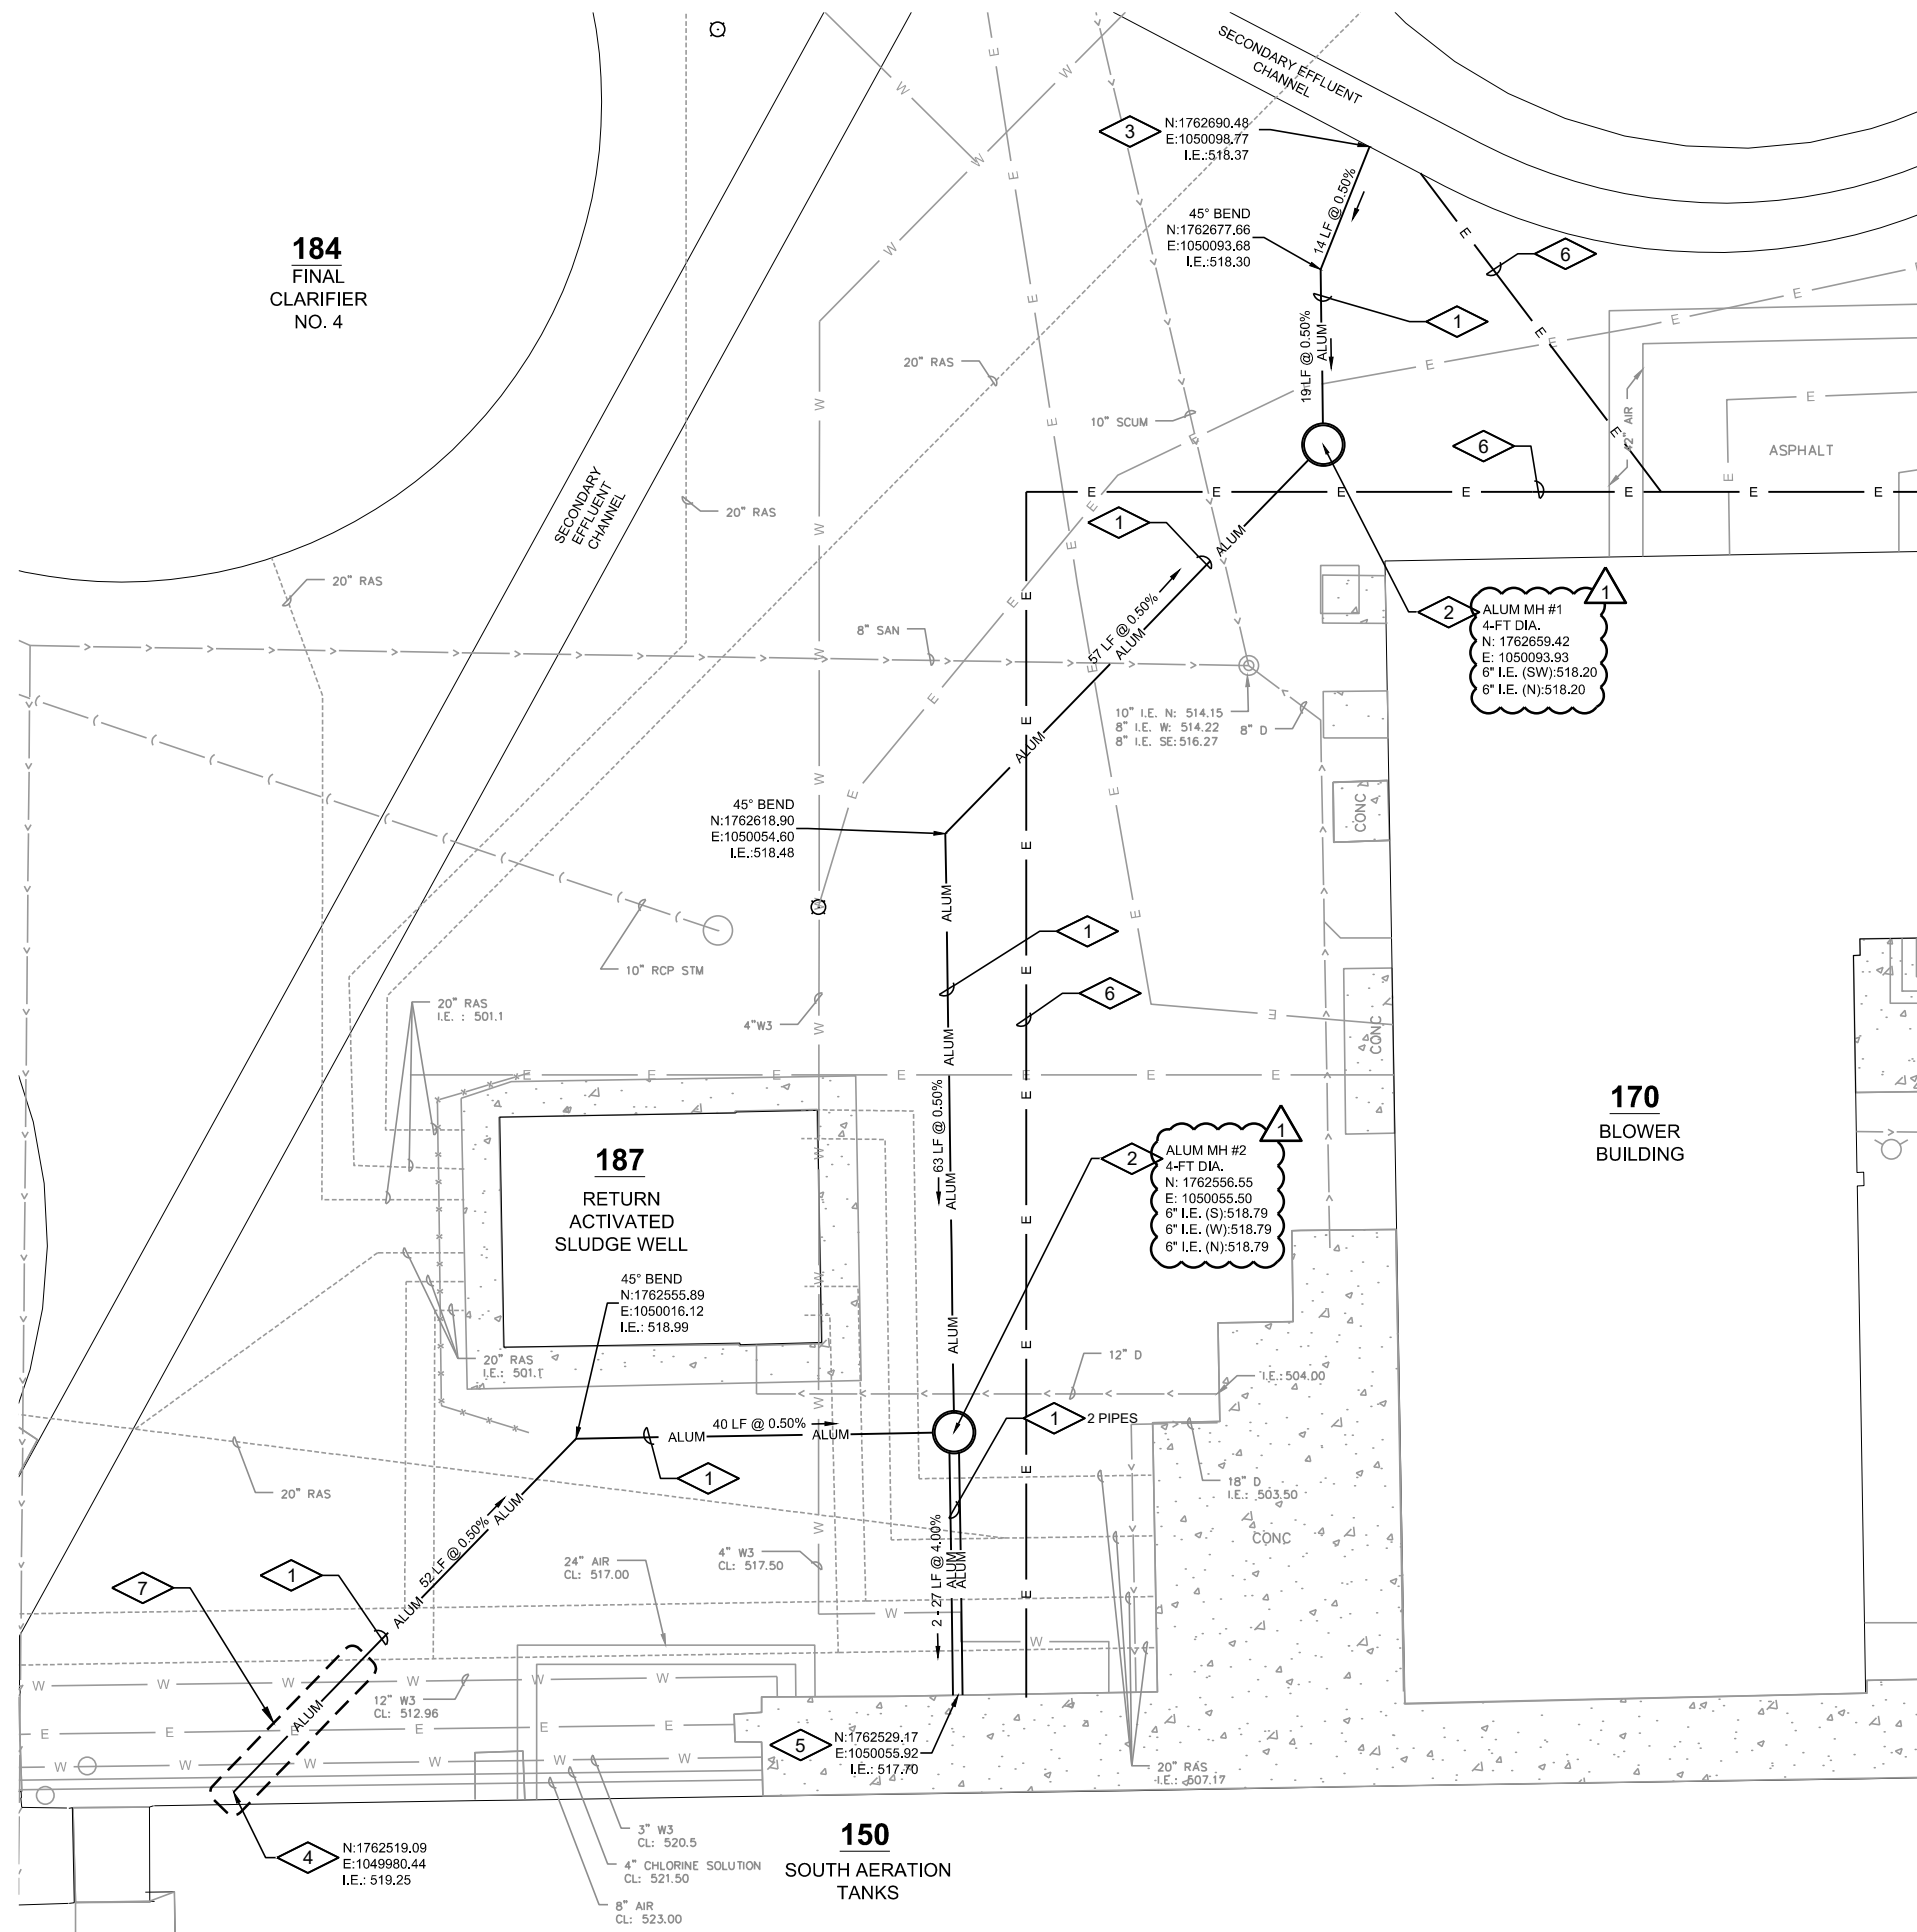 SECONDARY EFFLUENT
CHANNEL
3
N:1762690.48
E:1050098.77
I.E.:518.37
14 LF @ 0.50%
45° BEND
N:1762677.66
E:1050093.68
I.E.:518.30
6
1
19 LF @ 0.50%
ALUM
184
FINAL
CLARIFIER
NO. 4
20" RAS
10" SCUM
42" AIR
ASPHALT
6
SECONDARY
EFFLUENT
CHANNEL
20" RAS
1
ALUM
20" RAS
57 LF @ 0.50%
ALUM
8" SAN
2
1
ALUM MH #1
4-FT DIA.
N: 1762659.42
E: 1050093.93
6" I.E. (SW):518.20
6" I.E. (N):518.20
10" I.E. N: 514.15
8" I.E. W: 514.22
8" I.E. SE: 516.27
8" D
ALUM
CONC
45° BEND
N:1762618.90
E:1050054.60
I.E.:518.48
ALUM
1
10" RCP STM
6
20" RAS
I.E. : 501.1
4"W3
CONC
ALUM
63 LF @ 0.50%
ALUM
170
BLOWER
BUILDING
2
1
ALUM MH #2
4-FT DIA.
N: 1762556.55
E: 1050055.50
6" I.E. (S):518.79
6" I.E. (W):518.79
6" I.E. (N):518.79
187
RETURN
ACTIVATED
SLUDGE WELL
45° BEND
N:1762555.89
E:1050016.12
I.E.: 518.99
ALUM
20" RAS
I.E.: 501.1
12" D
I.E.: 504.00
40 LF @ 0.50%
ALUM
ALUM
1
2 PIPES
1
20" RAS
18" D
I.E.: 503.50
CONC
52 LF @ 0.50%
ALUM
ALUM
2 - 27 LF @ 4.00%
ALUM
ALUM
24" AIR
CL: 517.00
4" W3
CL: 517.50
7
1
12" W3
CL: 512.96
ALUM
5
N:1762529.17
E:1050055.92
I.E.: 517.70
20" RAS
I.E.: 507.17
4
N:1762519.09
E:1049980.44
I.E.: 519.25
3" W3
CL: 520.5
4" CHLORINE SOLUTION
CL: 521.50
8" AIR
CL: 523.00
150
SOUTH AERATION
TANKS